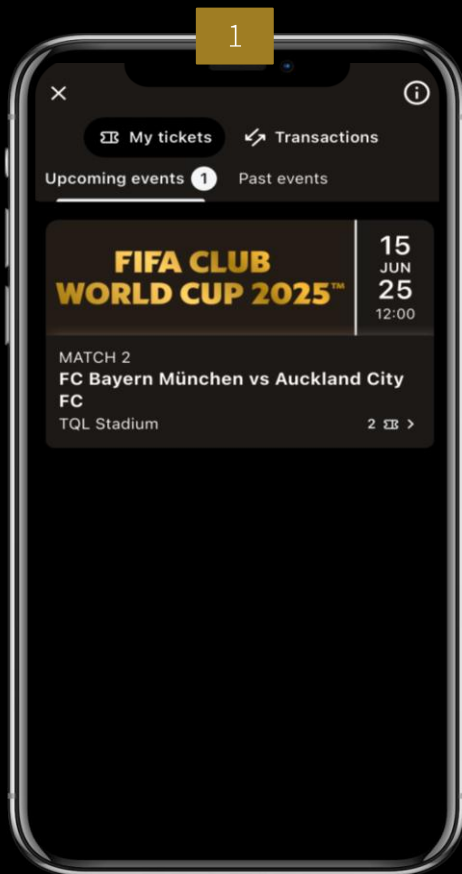 1
My tickets Transactions
Upcoming events 1 Past events
FIFA CLUB
WORLD CUP 2025™
15
JUN
25
12:00
MATCH 2
FC Bayern München vs Auckland City
FC
TQL Stadium 2